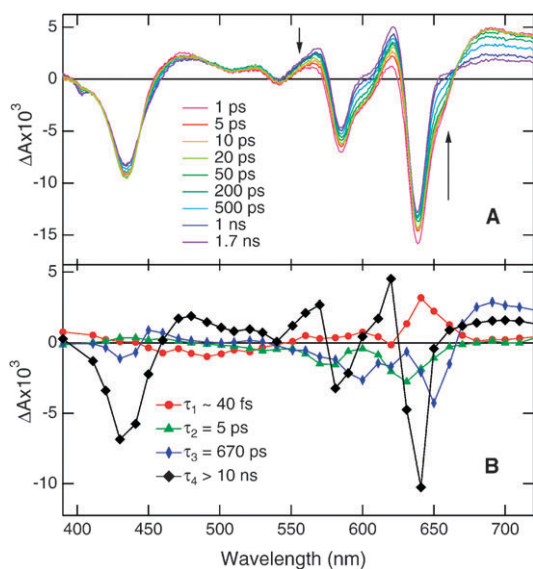 5
0
-5
-10
-15
ΔAx10³
1 ps
5 ps
10 ps
20 ps
50 ps
200 ps
500 ps
1 ns
1.7 ns
A
5
0
-5
-10
ΔAx10³
τ₁ ~ 40 fs
τ₂ = 5 ps
τ₃ = 670 ps
τ₄ > 10 ns
B
400 450 500 550 600 650 700
Wavelength (nm)